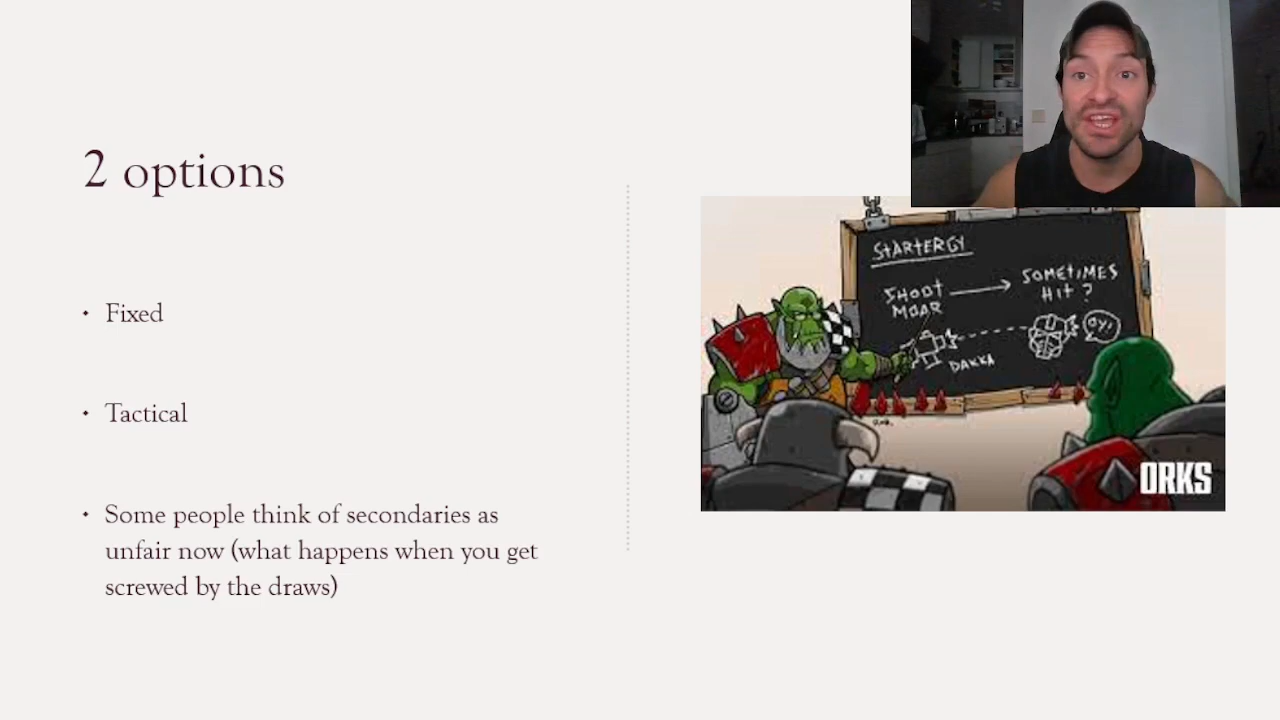 2 options
• Fixed
• Tactical
• Some people think of secondaries as
unfair now (what happens when you get
screwed by the draws)
STARTERGY
SHOOT
MOAR
SOMETIMES
HIT?
OY!
DAKKA
ORKS